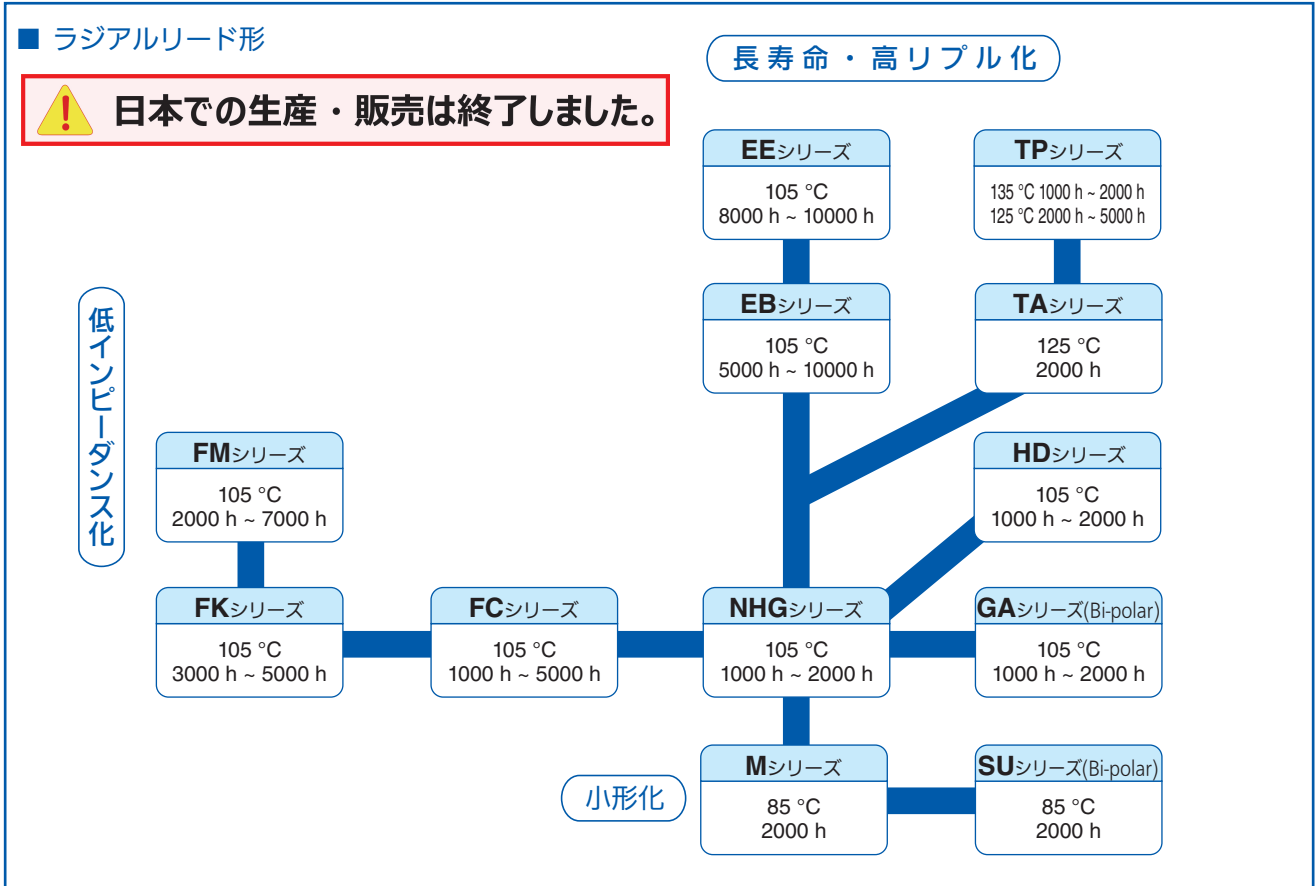 ■ ラジアルリード形
長寿命・高リプル化
日本での生産・販売は終了しました。
EEシリーズ
105 °C
8000 h ~ 10000 h
TPシリーズ
135 °C 1000 h ~ 2000 h
125 °C 2000 h ~ 5000 h
EBシリーズ
105 °C
5000 h ~ 10000 h
TAシリーズ
125 °C
2000 h
低インピーダンス化
FMシリーズ
105 °C
2000 h ~ 7000 h
HDシリーズ
105 °C
1000 h ~ 2000 h
FKシリーズ
105 °C
3000 h ~ 5000 h
FCシリーズ
105 °C
1000 h ~ 5000 h
NHGシリーズ
105 °C
1000 h ~ 2000 h
GAシリーズ(Bi-polar)
105 °C
1000 h ~ 2000 h
小形化
Mシリーズ
85 °C
2000 h
SUシリーズ(Bi-polar)
85 °C
2000 h